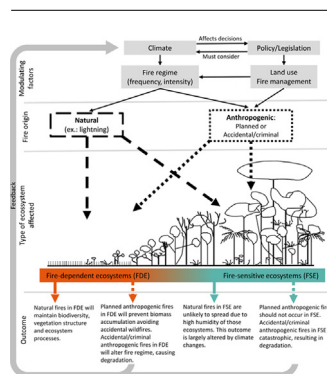 Affects decisions
Climate
Policy/Legislation
Must consider
Modulating
factors
Fire regime
(frequency, intensity)
Land use
Fire management
Fire origin
Natural
(ex.: lightning)
Anthropogenic:
Planned or
Accidental/criminal
Feedback
Type of ecosystem
affected
Fire-dependent ecosystems (FDE)
Fire-sensitive ecosystems (FSE)
Outcome
Natural fires in FDE will
maintain biodiversity,
vegetation structure
and ecosystem
processes.
Planned anthropogenic fires
in FDE will prevent biomass
accumulation avoiding
accidental wildfires.
Accidental/criminal
anthropogenic fires in FDE
will alter fire regime, causing
degradation.
Natural fires in FSE are
unlikely to spread due to
high humidity of those
ecosystems. This outcome
is largely altered by climate
changes.
Planned anthropogenic fir
should not occur in FSE.
Accidental/criminal
anthropogenic fires in FSE
catastrophic, resulting in
degradation.